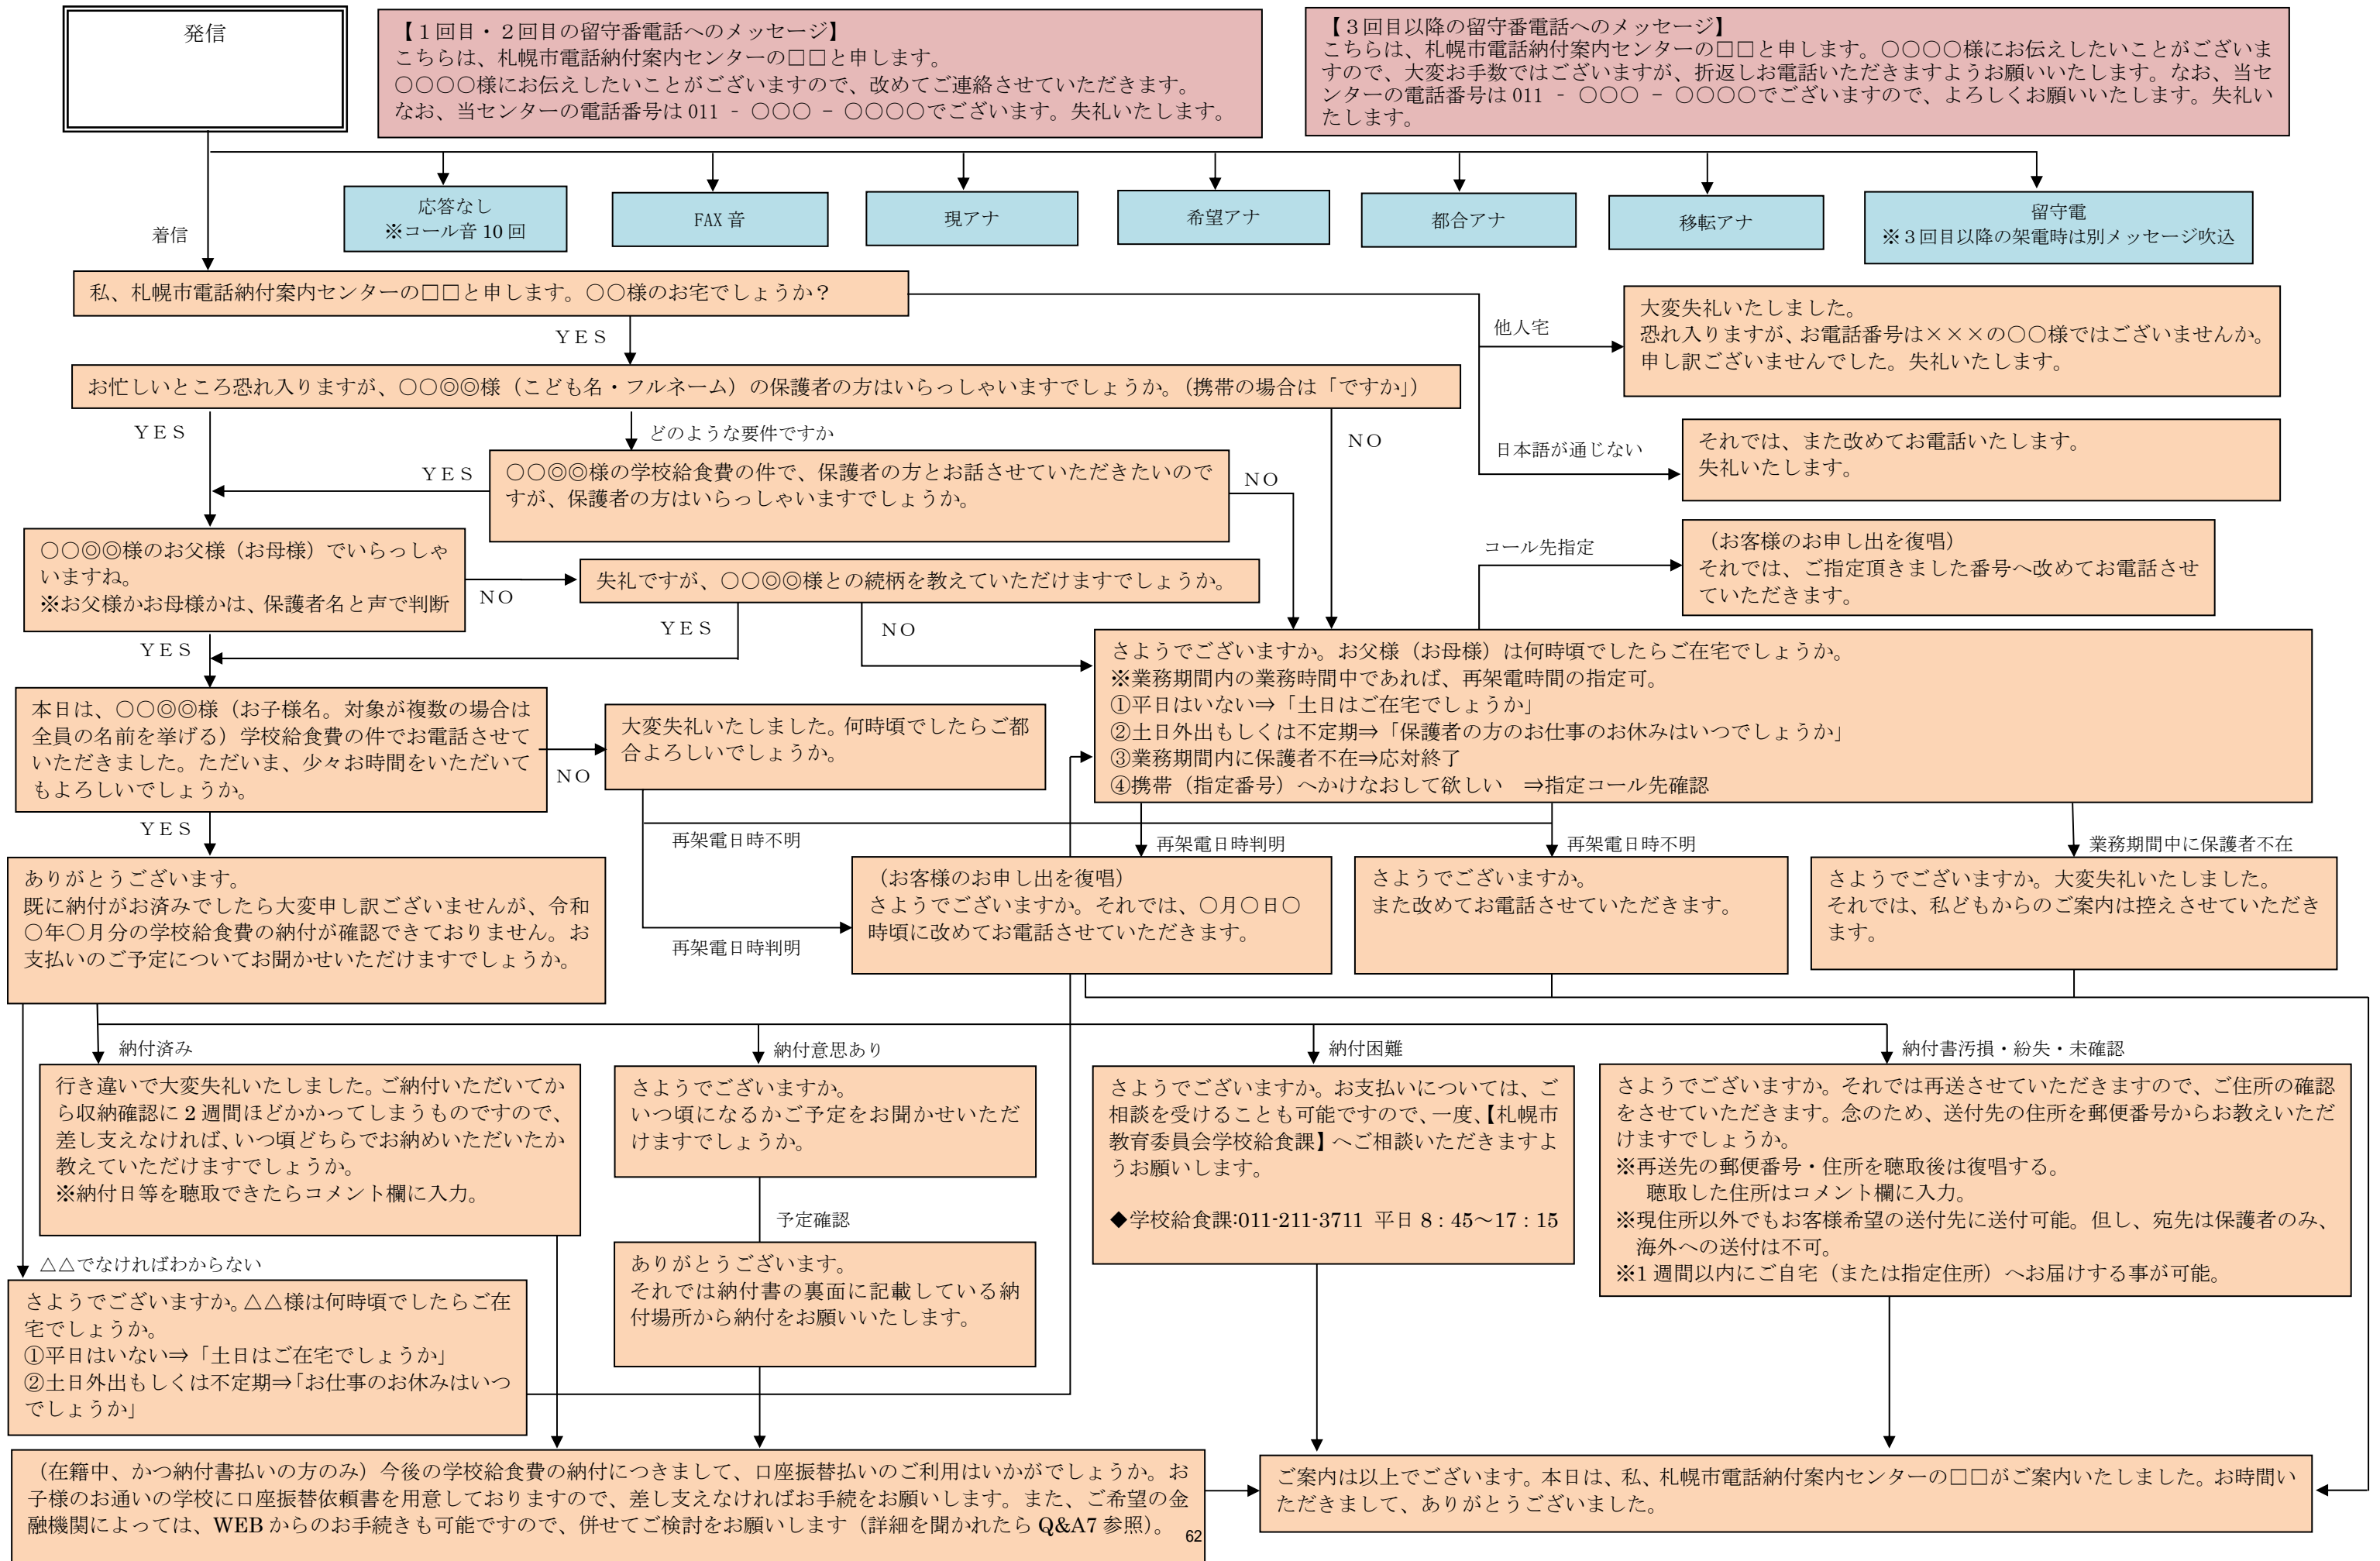 発信
【１回目・２回目の留守番電話へのメッセージ】
こちらは、札幌市電話納付案内センターの□□と申します。
○○○○様にお伝えしたいことがございますので、改めてご連絡させていただきます。
なお、当センターの電話番号は 011 - ○○○ - ○○○○でございます。失礼いたします。
【３回目以降の留守番電話へのメッセージ】
こちらは、札幌市電話納付案内センターの□□と申します。○○○○様にお伝えしたいことがございま
すので、大変お手数ではございますが、折返しお電話いただきますようお願いいたします。なお、当セ
ンターの電話番号は 011 - ○○○ - ○○○○でございますので、よろしくお願いいたします。失礼い
たします。
応答なし
※コール音 10 回
FAX 音
現アナ
希望アナ
都合アナ
移転アナ
留守電
※３回目以降の架電時は別メッセージ吹込
着信
私、札幌市電話納付案内センターの□□と申します。○○様のお宅でしょうか？
他人宅
大変失礼いたしました。
恐れ入りますが、お電話番号は×××の○○様ではございませんか。
申し訳ございませんでした。失礼いたします。
ＹＥＳ
お忙しいところ恐れ入りますが、○○◎◎様（こども名・フルネーム）の保護者の方はいらっしゃいますでしょうか。（携帯の場合は「ですか」）
日本語が通じない
それでは、また改めてお電話いたします。
失礼いたします。
ＹＥＳ
どのような要件ですか
ＮＯ
ＹＥＳ
○○◎◎様の学校給食費の件で、保護者の方とお話させていただきたいので
すが、保護者の方はいらっしゃいますでしょうか。
ＮＯ
○○◎◎様のお父様（お母様）でいらっしゃ
いますね。
※お父様かお母様かは、保護者名と声で判断
ＮＯ
失礼ですが、○○◎◎様との続柄を教えていただけますでしょうか。
コール先指定
（お客様のお申し出を復唱）
それでは、ご指定頂きました番号へ改めてお電話させ
ていただきます。
ＹＥＳ
ＹＥＳ
ＮＯ
さようでございますか。お父様（お母様）は何時頃でしたらご在宅でしょうか。
※業務期間内の業務時間中であれば、再架電時間の指定可。
①平日はいない⇒「土日はご在宅でしょうか」
②土日外出もしくは不定期⇒「保護者の方のお仕事のお休みはいつでしょうか」
③業務期間内に保護者不在⇒応対終了
④携帯（指定番号）へかけなおして欲しい　⇒指定コール先確認
本日は、○○◎◎様（お子様名。対象が複数の場合は
全員の名前を挙げる）学校給食費の件でお電話させて
いただきました。ただいま、少々お時間をいただいて
もよろしいでしょうか。
ＮＯ
大変失礼いたしました。何時頃でしたらご都
合よろしいでしょうか。
ＹＥＳ
再架電日時不明
再架電日時判明
再架電日時判明
再架電日時不明
業務期間中に保護者不在
（お客様のお申し出を復唱）
さようでございますか。それでは、○月○日○
時頃に改めてお電話させていただきます。
さようでございますか。
また改めてお電話させていただきます。
さようでございますか。大変失礼いたしました。
それでは、私どもからのご案内は控えさせていただき
ます。
ありがとうございます。
既に納付がお済みでしたら大変申し訳ございませんが、令和
○年○月分の学校給食費の納付が確認できておりません。お
支払いのご予定についてお聞かせいただけますでしょうか。
納付済み
行き違いで大変失礼いたしました。ご納付いただいてか
ら収納確認に 2 週間ほどかかってしまうものですので、
差し支えなければ、いつ頃どちらでお納めいただいたか
教えていただけますでしょうか。
※納付日等を聴取できたらコメント欄に入力。
納付意思あり
さようでございますか。
いつ頃になるかご予定をお聞かせいただ
けますでしょうか。
予定確認
ありがとうございます。
それでは納付書の裏面に記載している納
付場所から納付をお願いいたします。
納付困難
さようでございますか。お支払いについては、ご
相談を受けることも可能ですので、一度、【札幌市
教育委員会学校給食課】へご相談いただきますよ
うお願いします。
◆学校給食課:011-211-3711 平日 8：45～17：15
納付書汚損・紛失・未確認
さようでございますか。それでは再送させていただきますので、ご住所の確認
をさせていただきます。念のため、送付先の住所を郵便番号からお教えいただ
けますでしょうか。
※再送先の郵便番号・住所を聴取後は復唱する。
聴取した住所はコメント欄に入力。
※現住所以外でもお客様希望の送付先に送付可能。但し、宛先は保護者のみ、
海外への送付は不可。
※1 週間以内にご自宅（または指定住所）へお届けする事が可能。
△△でなければわからない
さようでございますか。△△様は何時頃でしたらご在
宅でしょうか。
①平日はいない⇒「土日はご在宅でしょうか」
②土日外出もしくは不定期⇒「お仕事のお休みはいつ
でしょうか」
（在籍中、かつ納付書払いの方のみ）今後の学校給食費の納付につきまして、口座振替払いのご利用はいかがでしょうか。お
子様のお通いの学校に口座振替依頼書を用意しておりますので、差し支えなければお手続をお願いします。また、ご希望の金
融機関によっては、WEB からのお手続きも可能ですので、併せてご検討をお願いします（詳細を聞かれたら Q&A7 参照）。
ご案内は以上でございます。本日は、私、札幌市電話納付案内センターの□□がご案内いたしました。お時間い
ただきまして、ありがとうございました。
62